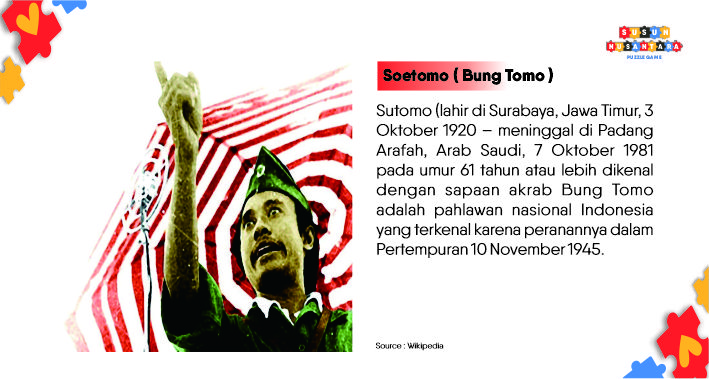 SUSUN
NUSANTARA
PUZZLE GAME
Soetomo ( Bung Tomo )
Sutomo (lahir di Surabaya, Jawa Timur, 3
Oktober 1920 – meninggal di Padang
Arafah, Arab Saudi, 7 Oktober 1981
pada umur 61 tahun atau lebih dikenal
dengan sapaan akrab Bung Tomo
adalah pahlawan nasional Indonesia
yang terkenal karena peranannya dalam
Pertempuran 10 November 1945.
Source : Wikipedia